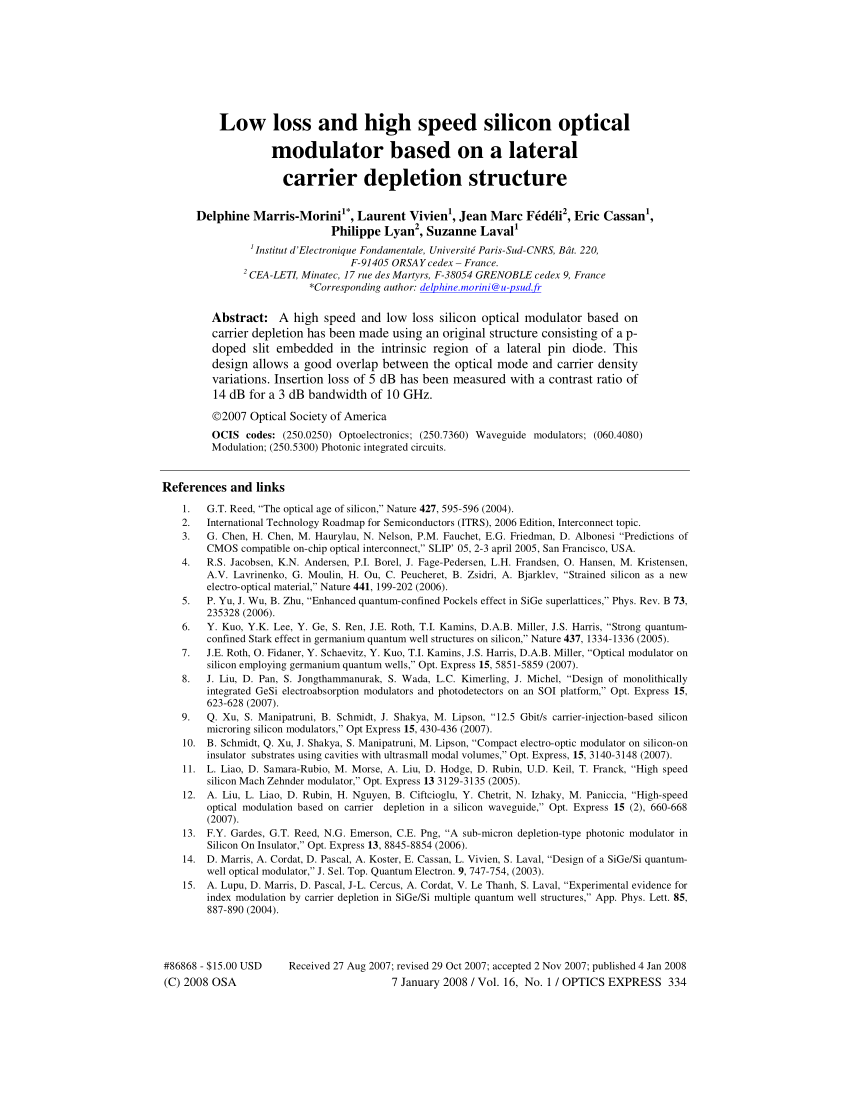 Low loss and high speed silicon optical
modulator based on a lateral
carrier depletion structure
Delphine Marris-Morini1*, Laurent Vivien1, Jean Marc Fédéli2, Eric Cassan1,
Philippe Lyan2, Suzanne Laval1
1 Institut d’Electronique Fondamentale, Université Paris-Sud-CNRS, Bât. 220,
F-91405 ORSAY cedex – France.
2 CEA-LETI, Minatec, 17 rue des Martyrs, F-38054 GRENOBLE cedex 9, France
*Corresponding author: delphine.morini@u-psud.fr
Abstract: A high speed and low loss silicon optical modulator based on
carrier depletion has been made using an original structure consisting of a p-
doped slit embedded in the intrinsic region of a lateral pin diode. This
design allows a good overlap between the optical mode and carrier density
variations. Insertion loss of 5 dB has been measured with a contrast ratio of
14 dB for a 3 dB bandwidth of 10 GHz.
©2007 Optical Society of America
OCIS codes: (250.0250) Optoelectronics; (250.7360) Waveguide modulators; (060.4080)
Modulation; (250.5300) Photonic integrated circuits.
References and links
1. G.T. Reed, “The optical age of silicon,” Nature 427, 595-596 (2004).
2. International Technology Roadmap for Semiconductors (ITRS), 2006 Edition, Interconnect topic.
3. G. Chen, H. Chen, M. Haurylau, N. Nelson, P.M. Fauchet, E.G. Friedman, D. Albonesi “Predictions of
CMOS compatible on-chip optical interconnect,” SLIP’ 05, 2-3 april 2005, San Francisco, USA.
4. R.S. Jacobsen, K.N. Andersen, P.I. Borel, J. Fage-Pedersen, L.H. Frandsen, O. Hansen, M. Kristensen,
A.V. Lavrinenko, G. Moulin, H. Ou, C. Peucheret, B. Zsidri, A. Bjarklev, “Strained silicon as a new
electro-optical material,” Nature 441, 199-202 (2006).
5. P. Yu, J. Wu, B. Zhu, “Enhanced quantum-confined Pockels effect in SiGe superlattices,” Phys. Rev. B 73,
235328 (2006).
6. Y. Kuo, Y.K. Lee, Y. Ge, S. Ren, J.E. Roth, T.I. Kamins, D.A.B. Miller, J.S. Harris, “Strong quantum-
confined Stark effect in germanium quantum well structures on silicon,” Nature 437, 1334-1336 (2005).
7. J.E. Roth, O. Fidaner, Y. Schaevitz, Y. Kuo, T.I. Kamins, J.S. Harris, D.A.B. Miller, “Optical modulator on
silicon employing germanium quantum wells,” Opt. Express 15, 5851-5859 (2007).
8. J. Liu, D. Pan, S. Jongthammanurak, S. Wada, L.C. Kimerling, J. Michel, “Design of monolithically
integrated GeSi electroabsorption modulators and photodetectors on an SOI platform,” Opt. Express 15,
623-628 (2007).
9. Q. Xu, S. Manipatruni, B. Schmidt, J. Shakya, M. Lipson, “12.5 Gbit/s carrier-injection-based silicon
microring silicon modulators,” Opt Express 15, 430-436 (2007).
10. B. Schmidt, Q. Xu, J. Shakya, S. Manipatruni, M. Lipson, “Compact electro-optic modulator on silicon-on
insulator substrates using cavities with ultrasmall modal volumes,” Opt. Express, 15, 3140-3148 (2007).
11. L. Liao, D. Samara-Rubio, M. Morse, A. Liu, D. Hodge, D. Rubin, U.D. Keil, T. Franck, “High speed
silicon Mach Zehnder modulator,” Opt. Express 13 3129-3135 (2005).
12. A. Liu, L. Liao, D. Rubin, H. Nguyen, B. Ciftcioglu, Y. Chetrit, N. Izhaky, M. Paniccia, “High-speed
optical modulation based on carrier depletion in a silicon waveguide,” Opt. Express 15 (2), 660-668
(2007).
13. F.Y. Gardes, G.T. Reed, N.G. Emerson, C.E. Png, “A sub-micron depletion-type photonic modulator in
Silicon On Insulator,” Opt. Express 13, 8845-8854 (2006).
14. D. Marris, A. Cordat, D. Pascal, A. Koster, E. Cassan, L. Vivien, S. Laval, “Design of a SiGe/Si quantum-
well optical modulator,” J. Sel. Top. Quantum Electron. 9, 747-754, (2003).
15. A. Lupu, D. Marris, D. Pascal, J-L. Cercus, A. Cordat, V. Le Thanh, S. Laval, “Experimental evidence for
index modulation by carrier depletion in SiGe/Si multiple quantum well structures,” App. Phys. Lett. 85,
887-890 (2004).
#86868 - $15.00 USD Received 27 Aug 2007; revised 29 Oct 2007; accepted 2 Nov 2007; published 4 Jan 2008
(C) 2008 OSA 7 January 2008 / Vol. 16, No. 1 / OPTICS EXPRESS 334